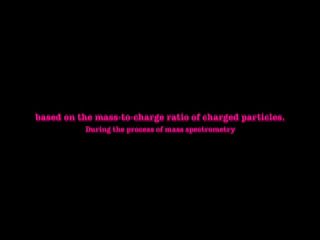 based on the mass-to-charge ratio of charged particles.
During the process of mass spectrometry